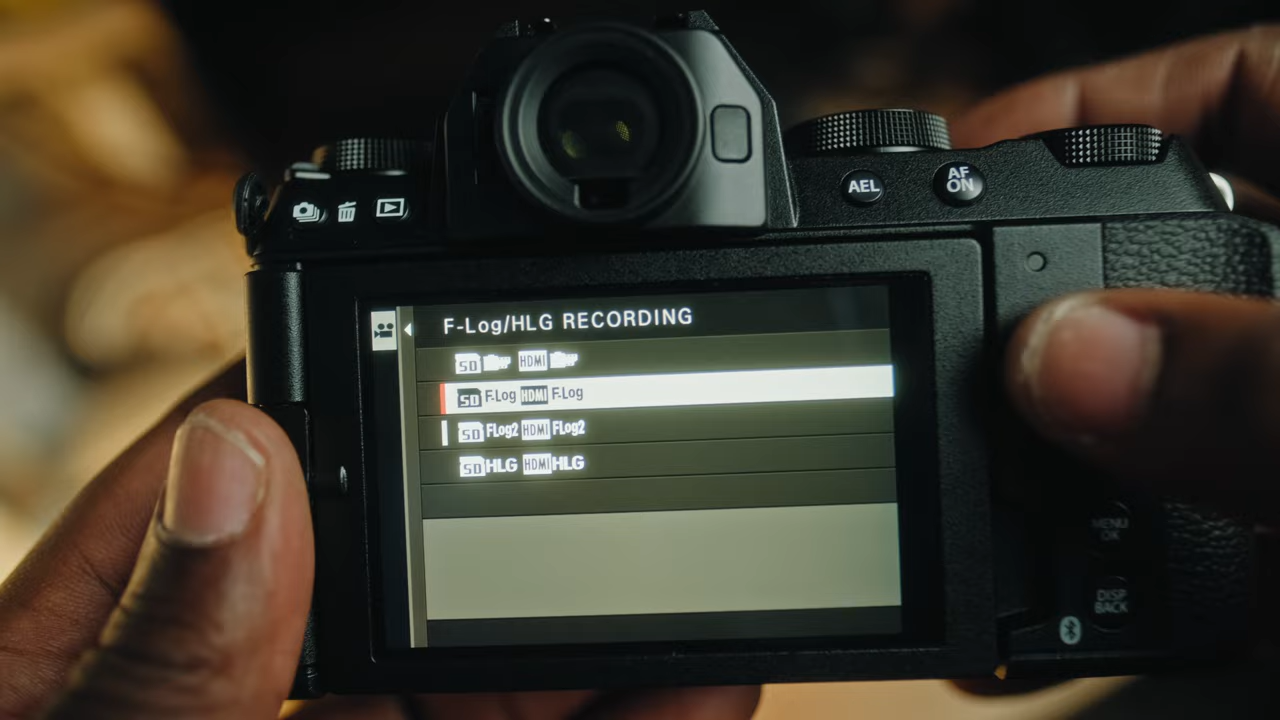 AEL
AF
ON
F-Log/HLG RECORDING
SD HDMI
SD F-Log HDMI F-Log
SD FLog2 HDMI FLog2
SD HLG HDMI HLG
MENU
OK
DISP
BACK